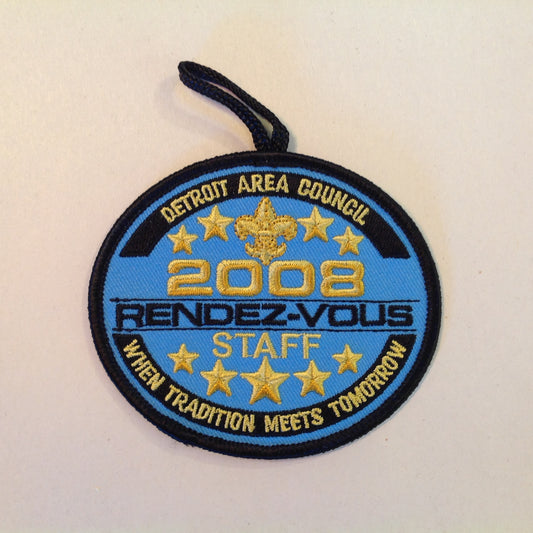 DETROIT AREA COUNCIL
2008
RENDEZ-VOUS
STAFF
WHEN TRADITION MEETS TOMORROW